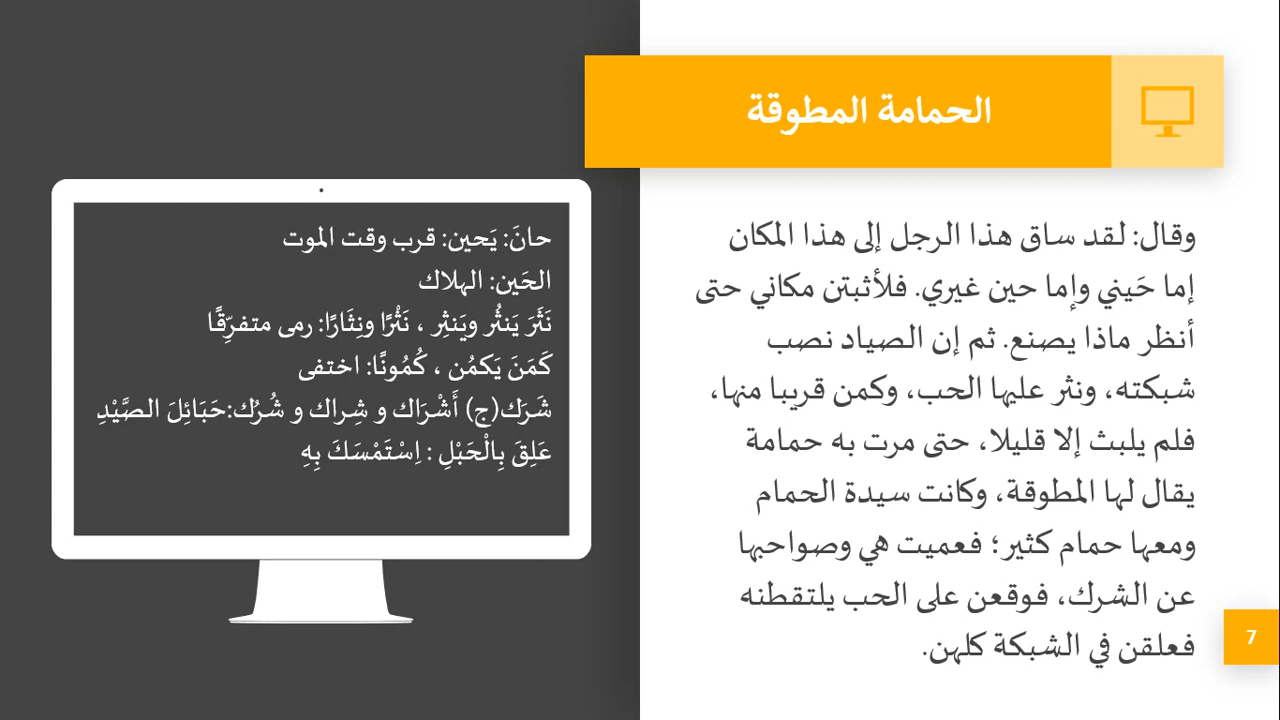 الحمامة المطوقة
وقال: لقد ساق هذا الرجل إلى هذا المكان
إما حَيني وإما حين غيري. فلأثبتن مكاني حتى
أنظر ماذا يصنع. ثم إن الصياد نصب
شبكته، ونثر عليها الحب، وكمن قريبا منها،
فلم يلبث إلا قليلا، حتى مرت به حمامة
يقال لها المطوقة، وكانت سيدة الحمام
ومعها حمام كثير؛ فعميت هي وصواحبها
عن الشرك، فوقعن على الحب يلتقطنه
فعلقن في الشبكة كلهن.
حانَ: يَحين: قرب وقت الموت
الحَين: الهلاك
نَثَرَ يَنثُر ويَنثِر ، نَثْرًا ونِثَارًا: رمى متفرِّقًا
كَمَنَ يَكمُن ، كُمُونًا: اختفى
شَرَك(ج) أَشْرَاك و شِراك و شُرُك:حَبَائِلَ الصَّيْدِ
عَلِقَ بِالْحَبْلِ : اِسْتَمْسَكَ بِهِ
7